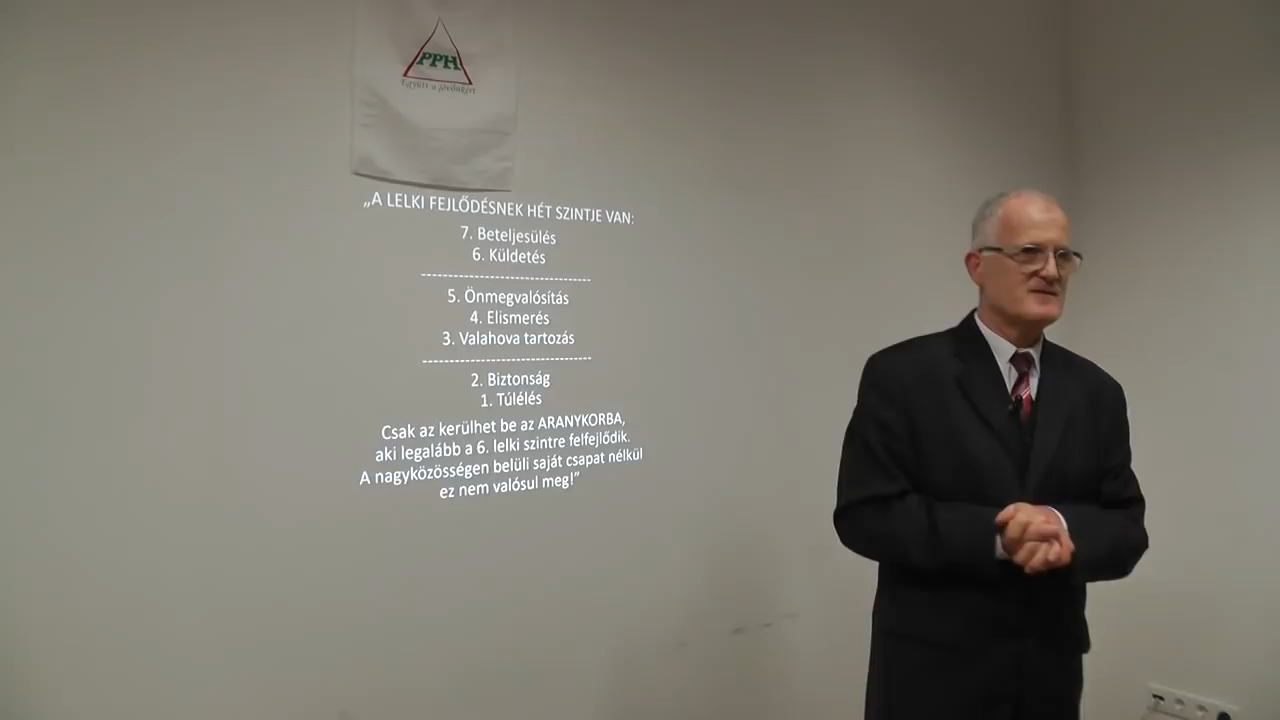 PPH
Együtt a jövőnkért
„A LELKI FEJLŐDÉSNEK HÉT SZINTJE VAN:
7. Beteljesülés
6. Küldetés
-----------------------------------
5. Önmegvalósítás
4. Elismerés
3. Valahova tartozás
-----------------------------------
2. Biztonság
1. Túlélés
Csak az kerülhet be az ARANYKORBA,
aki legalább a 6. lelki szintre felfejlődik.
A nagyközösségen belüli saját csapat nélkül
ez nem valósul meg!”